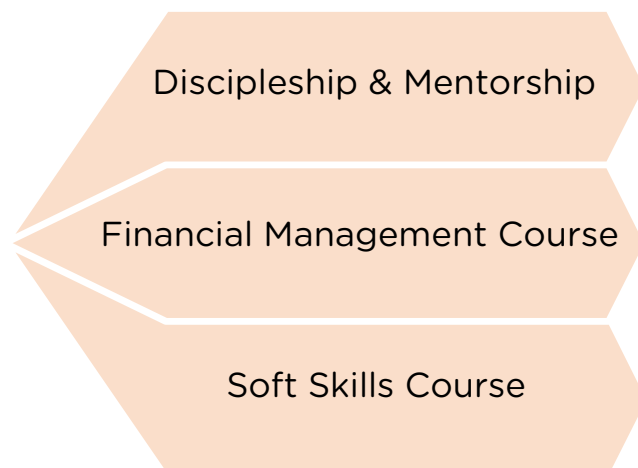 Discipleship & Mentorship
Financial Management Course
Soft Skills Course